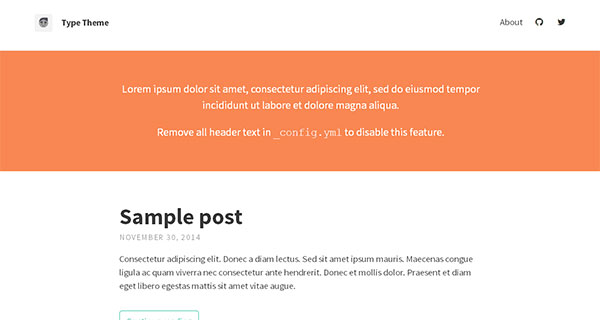 Type Theme
About
Lorem ipsum dolor sit amet, consectetur adipiscing elit, sed do eiusmod tempor
incididunt ut labore et dolore magna aliqua.
Remove all header text in _config.yml to disable this feature.
Sample post
NOVEMBER 30, 2014
Consectetur adipiscing elit. Donec a diam lectus. Sed sit amet ipsum mauris. Maecenas congue
ligula ac quam viverra nec consectetur ante hendrerit. Donec et mollis dolor. Praesent et diam
eget libero egestas mattis sit amet vitae augue.